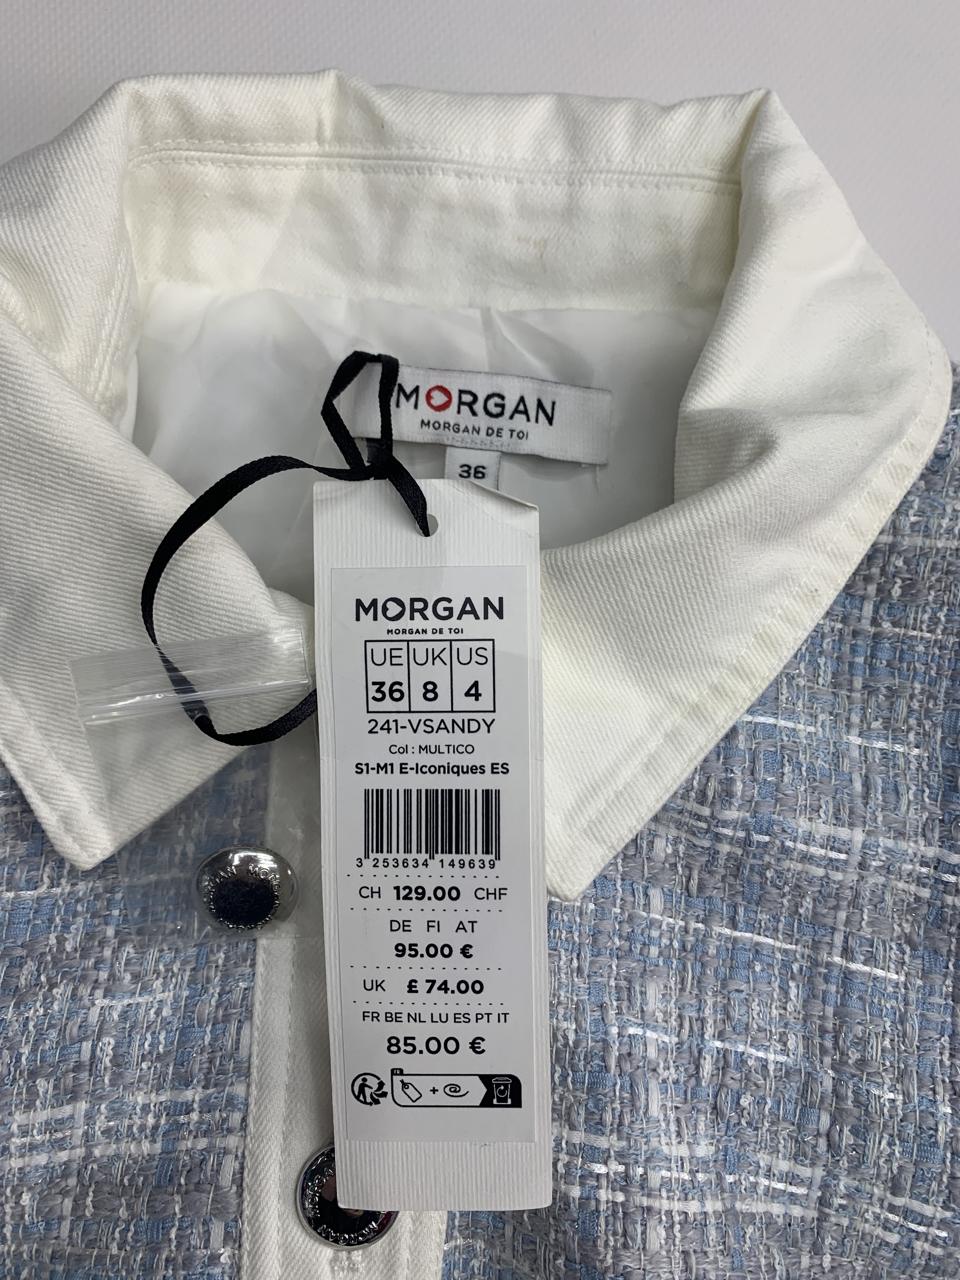 MORGAN
MORGAN DE TOI
36
MORGAN
MORGAN DE TOI
UE UK US
36 8 4
241-VSANDY
Col : MULTICO
S1-M1 E-Iconiques ES
3 253634 149639
CH 129.00 CHF
DE FI AT
95.00 €
UK £ 74.00
FR BE NL LU ES PT IT
85.00 €
FR
+